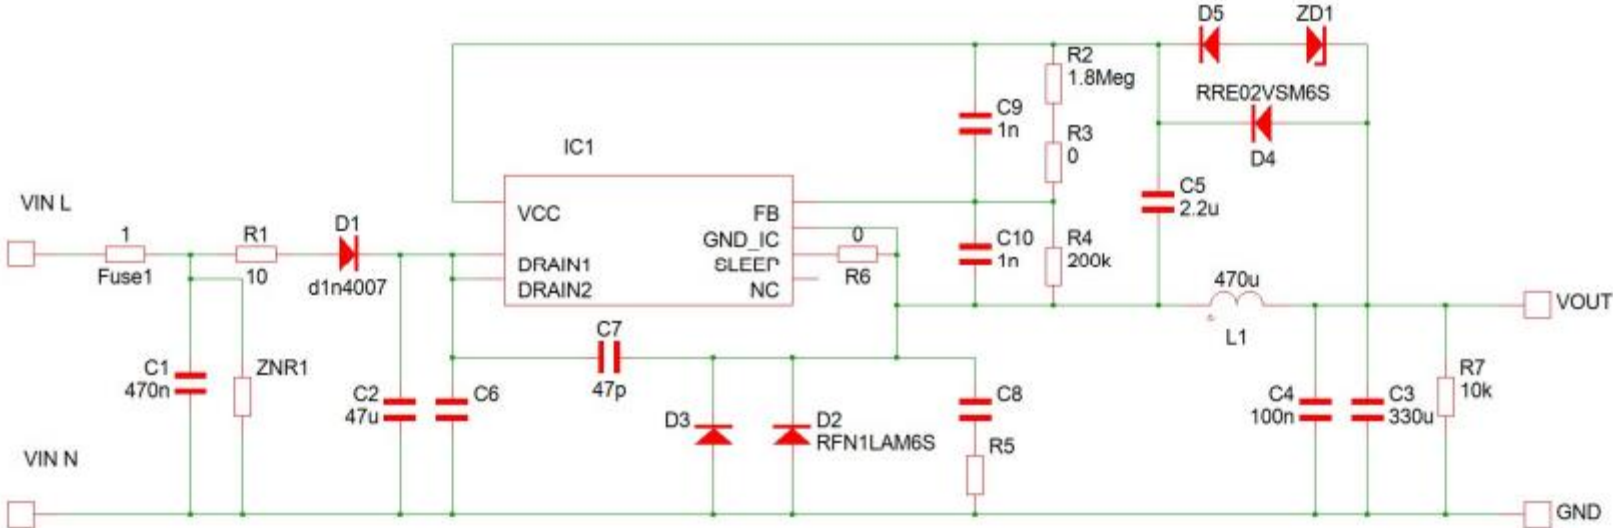 D5
ZD1
R2
1.8Meg
RRE02VSM6S
C9
1n
R3
0
IC1
D4
C5
2.2u
VIN L
VCC
FB
GND_IC
1
R1
D1
0
C10
1n
R4
200k
DRAIN1
SLEEP
Fuse1
10
d1n4007
DRAIN2
NC
R6
470u
VOUT
L1
C7
C1
470n
ZNR1
47p
C2
47u
C6
C8
D3
D2
RFN1LAM6S
C4
100n
C3
330u
R7
10k
R5
VIN N
GND